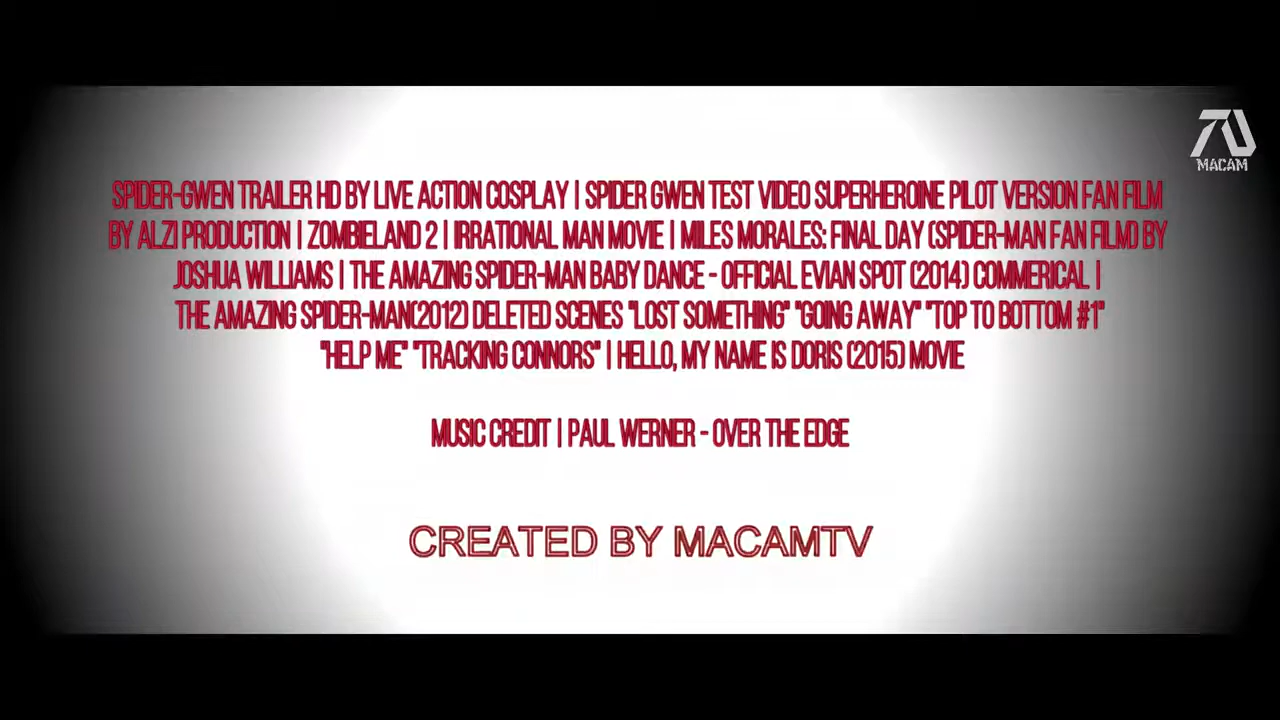 MACAM
SPIDER-GWEN TRAILER HD BY LIVE ACTION COSPLAY | SPIDER GWEN TEST VIDEO SUPERHEROINE PILOT VERSION FAN FILM
BY ALZI PRODUCTION | ZOMBIELAND 2 | IRRATIONAL MAN MOVIE | MILES MORALES: FINAL DAY (SPIDER-MAN FAN FILM) BY
JOSHUA WILLIAMS | THE AMAZING SPIDER-MAN BABY DANCE - OFFICIAL EVIAN SPOT (2014) COMMERICAL |
THE AMAZING SPIDER-MAN(2012) DELETED SCENES "LOST SOMETHING" "GOING AWAY" "TOP TO BOTTOM #1"
"HELP ME" "TRACKING CONNORS" | HELLO, MY NAME IS DORIS (2015) MOVIE
MUSIC CREDIT | PAUL WERNER - OVER THE EDGE
CREATED BY MACAMTV